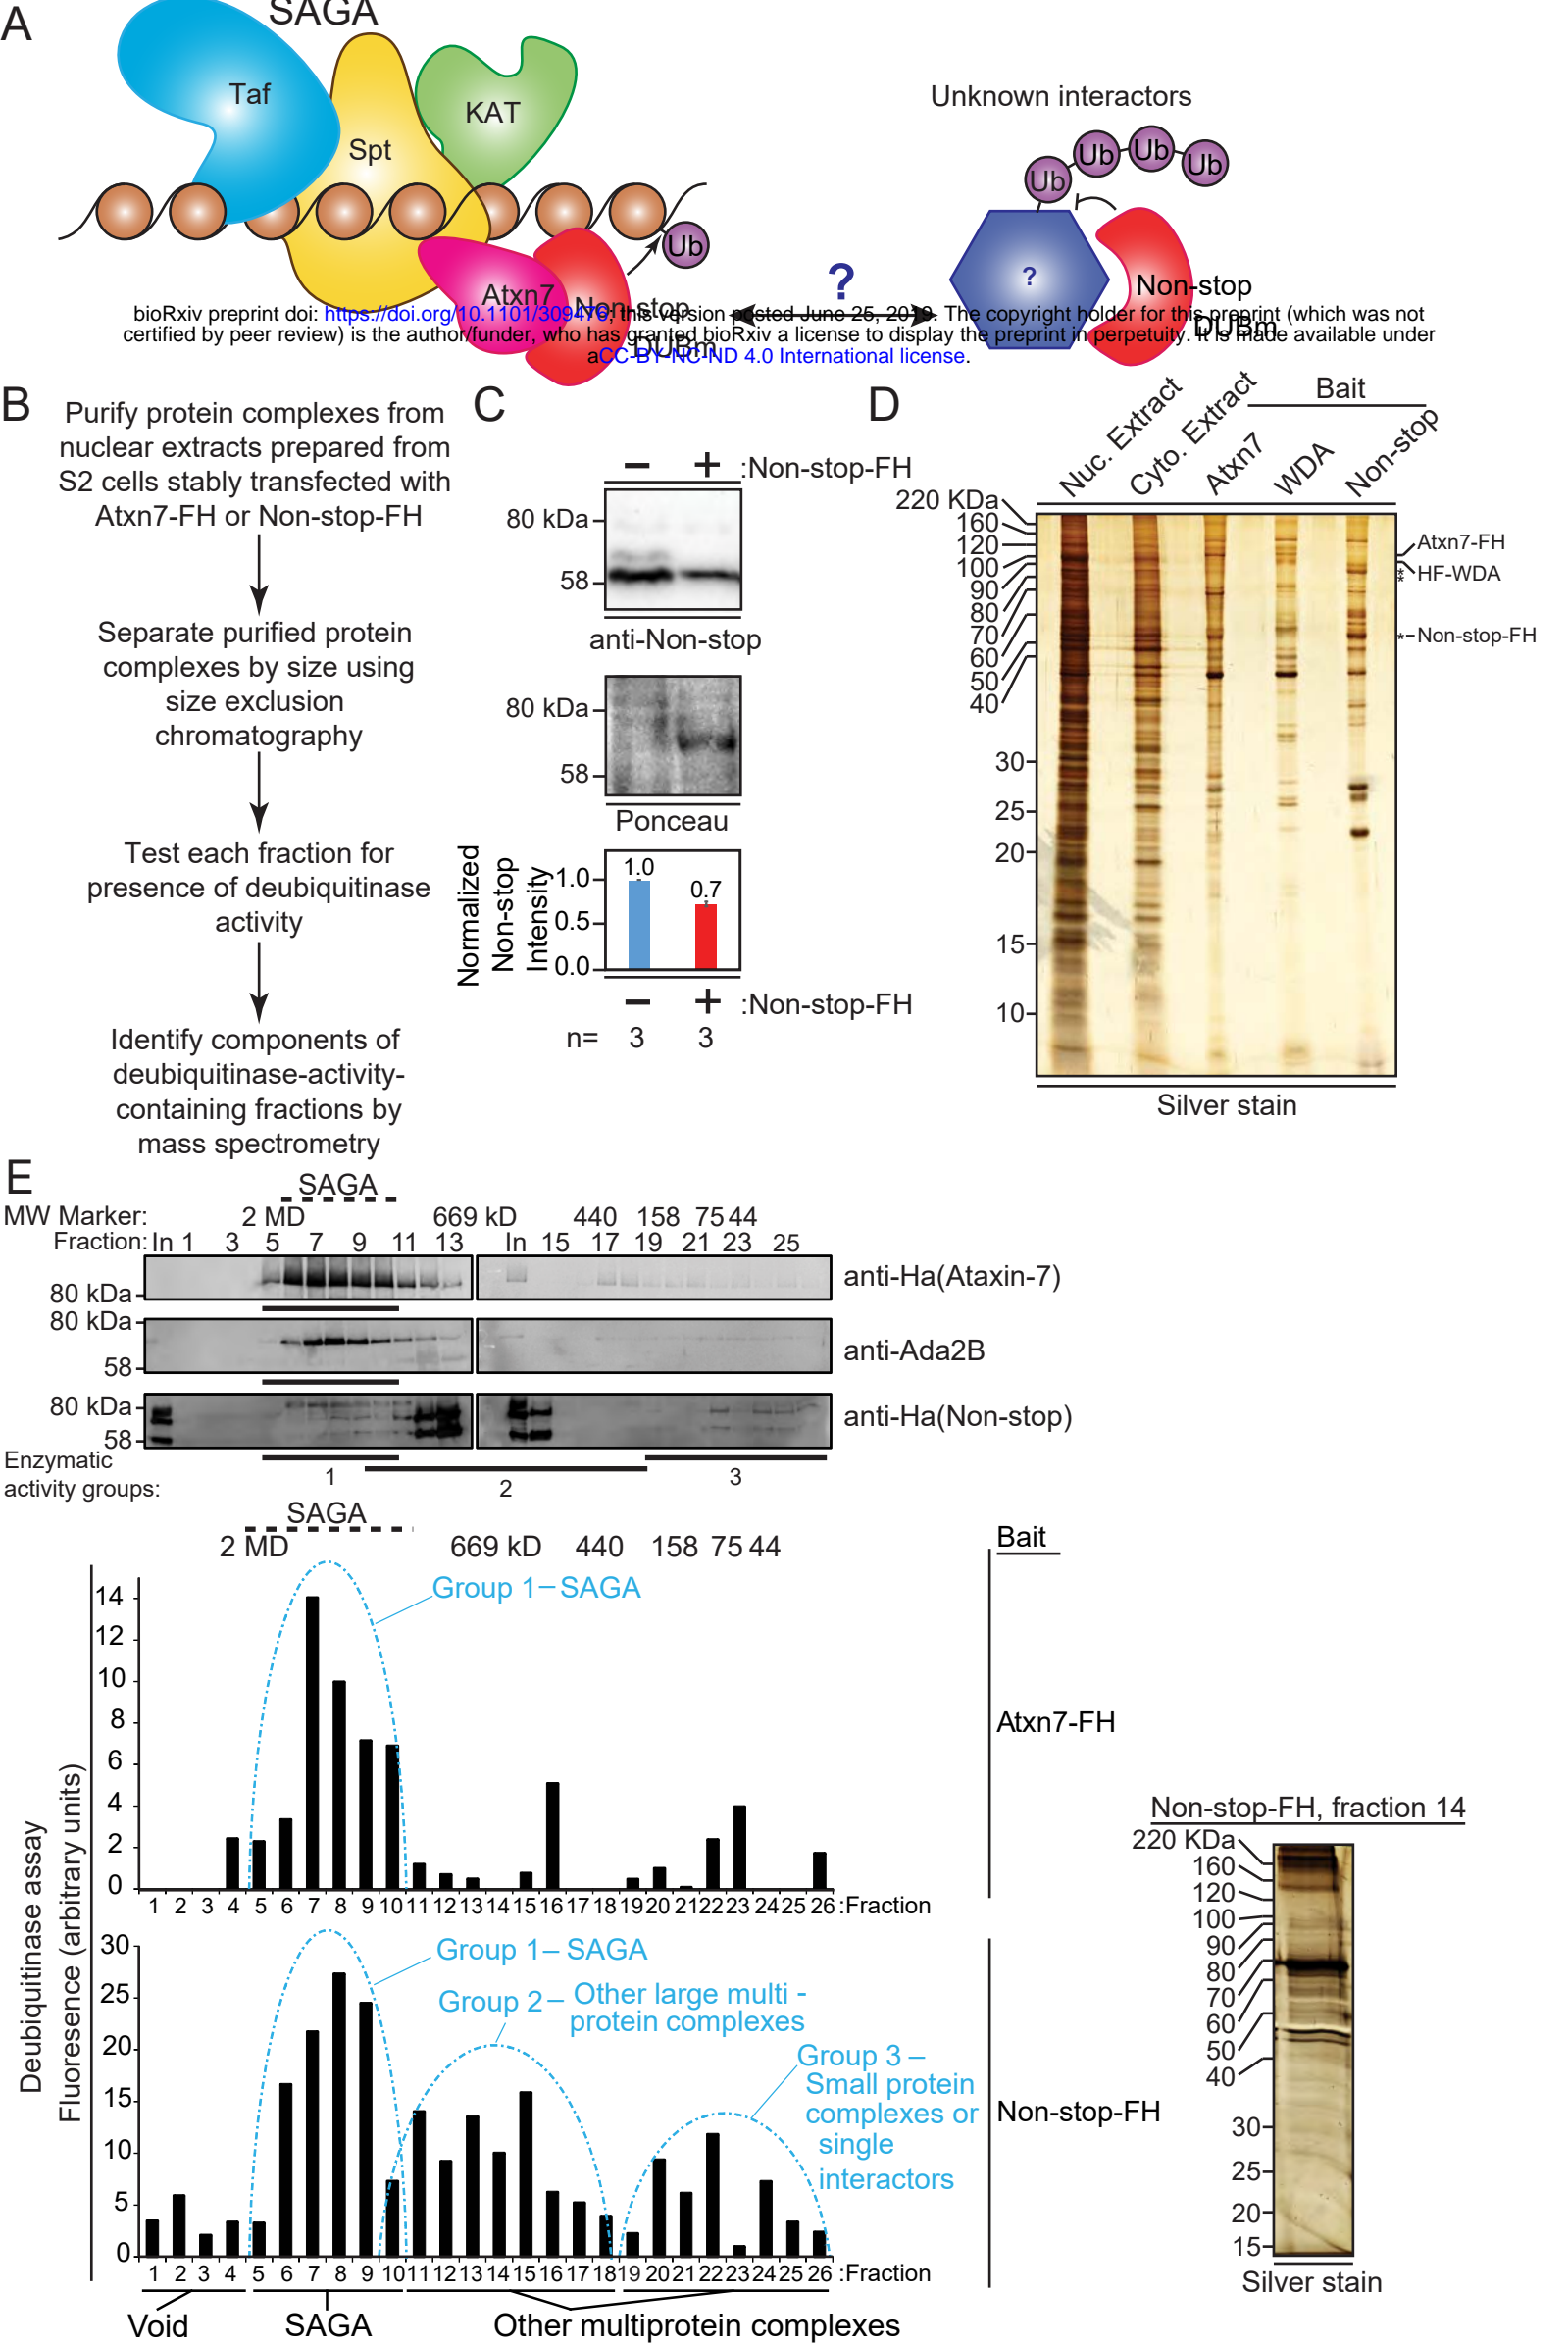 A
SAGA
Taf
Spt
KAT
Atxn7
Non-stop
DUBm
Ub
?
Unknown interactors
Ub
Ub
Ub
Ub
?
Non-stop
DUBm
bioRxiv preprint doi: https://doi.org/10.1101/309476; this version posted June 25, 2019. The copyright holder for this preprint (which was not
certified by peer review) is the author/funder, who has granted bioRxiv a license to display the preprint in perpetuity. It is made available under
aCC-BY-NC-ND 4.0 International license.
B
Purify protein complexes from
nuclear extracts prepared from
S2 cells stably transfected with
Atxn7-FH or Non-stop-FH
Separate purified protein
complexes by size using
size exclusion
chromatography
Test each fraction for
presence of deubiquitinase
activity
Identify components of
deubiquitinase-activity-
containing fractions by
mass spectrometry
C
− + :Non-stop-FH
80 kDa
58
anti-Non-stop
80 kDa
58
Ponceau
Normalized
Non-stop
Intensity
1.0
0.5
0.0
1.0
0.7
− + :Non-stop-FH
n= 3 3
D
Bait
Nuc. Extract
Cyto. Extract
Atxn7
WDA
Non-stop
220 KDa
160
120
100
90
80
70
60
50
40
30
25
20
15
10
Atxn7-FH
* HF-WDA
*
*-Non-stop-FH
Silver stain
E
SAGA
MW Marker: 2 MD 669 kD 440 158 75 44
Fraction: In 1 3 5 7 9 11 13 In 15 17 19 21 23 25
80 kDa
anti-Ha(Ataxin-7)
80 kDa
58
anti-Ada2B
80 kDa
58
anti-Ha(Non-stop)
Enzymatic
activity groups:
1
2
3
SAGA
2 MD 669 kD 440 158 75 44
Bait
Deubiquitinase assay
Fluoresence (arbitrary units)
14
12
10
8
6
4
2
0
Group 1–SAGA
1 2 3 4 5 6 7 8 9 10 11 12 13 14 15 16 17 18 19 20 21 22 23 24 25 26 :Fraction
Atxn7-FH
30
25
20
15
10
5
0
Group 1– SAGA
Group 2– Other large multi -
protein complexes
Group 3 –
Small protein
complexes or
single
interactors
1 2 3 4 5 6 7 8 9 10 11 12 13 14 15 16 17 18 19 20 21 22 23 24 25 26 :Fraction
Non-stop-FH
Void
SAGA
Other multiprotein complexes
Non-stop-FH, fraction 14
220 KDa
160
120
100
90
80
70
60
50
40
30
25
20
15
Silver stain